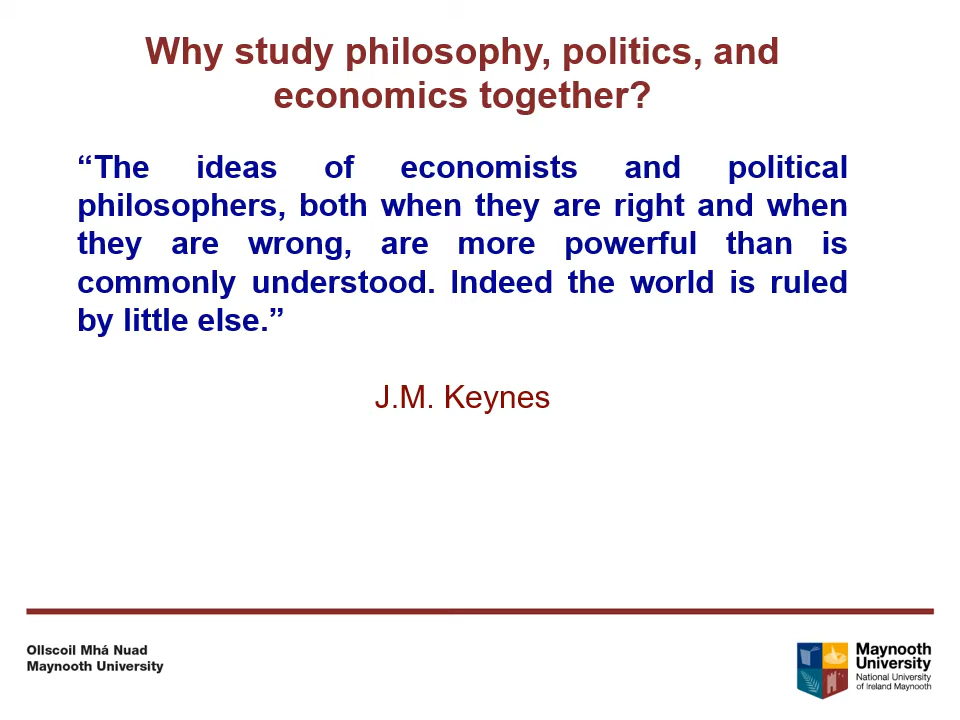 Why study philosophy, politics, and
economics together?
“The ideas of economists and political
philosophers, both when they are right and when
they are wrong, are more powerful than is
commonly understood. Indeed the world is ruled
by little else.”
J.M. Keynes
Ollscoil Mhá Nuad
Maynooth University
Maynooth
University
National University
of Ireland Maynooth